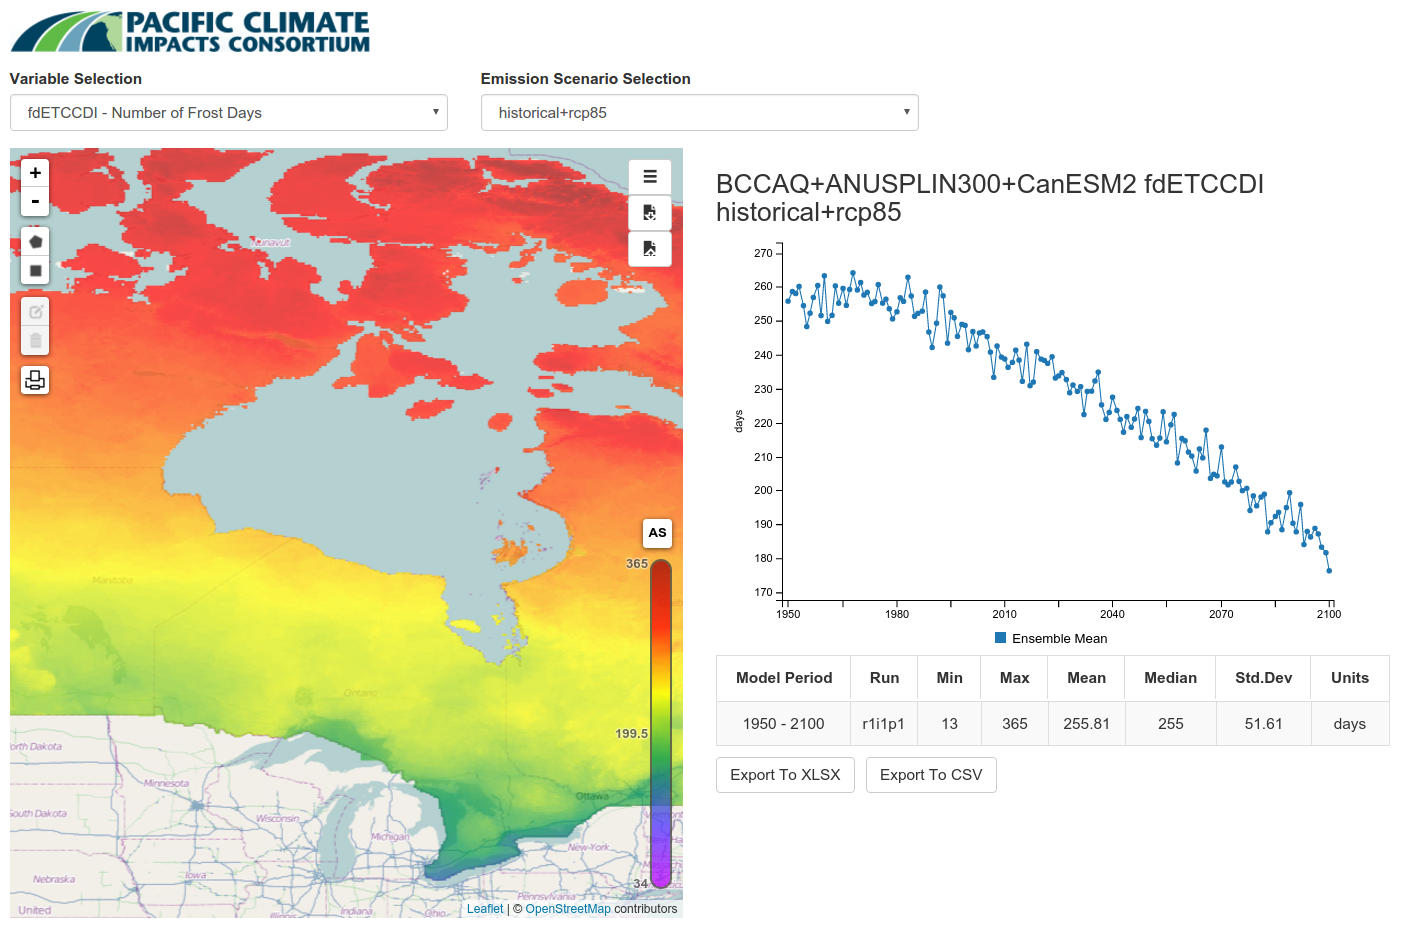 PACIFIC CLIMATE
IMPACTS CONSORTIUM
Variable Selection
Emission Scenario Selection
fdETCCDI - Number of Frost Days
historical+rcp85
+
-
Nunavut
Manitoba
Ontario
Ottawa
orth Dakota
Minnesota
South Dakota
Wisconsin
Michigan
New-York
Nebraska
Iowa
Pennsylvania
United
Illinois
Indiana
Ohio
AS
365
199.5
34
Leaflet | © OpenStreetMap contributors
BCCAQ+ANUSPLIN300+CanESM2 fdETCCDI
historical+rcp85
270
260
250
240
230
220
210
200
190
180
170
days
1950 1980 2010 2040 2070 2100
Ensemble Mean
Model Period Run Min Max Mean Median Std.Dev Units
1950 - 2100 r1i1p1 13 365 255.81 255 51.61 days
Export To XLSX
Export To CSV